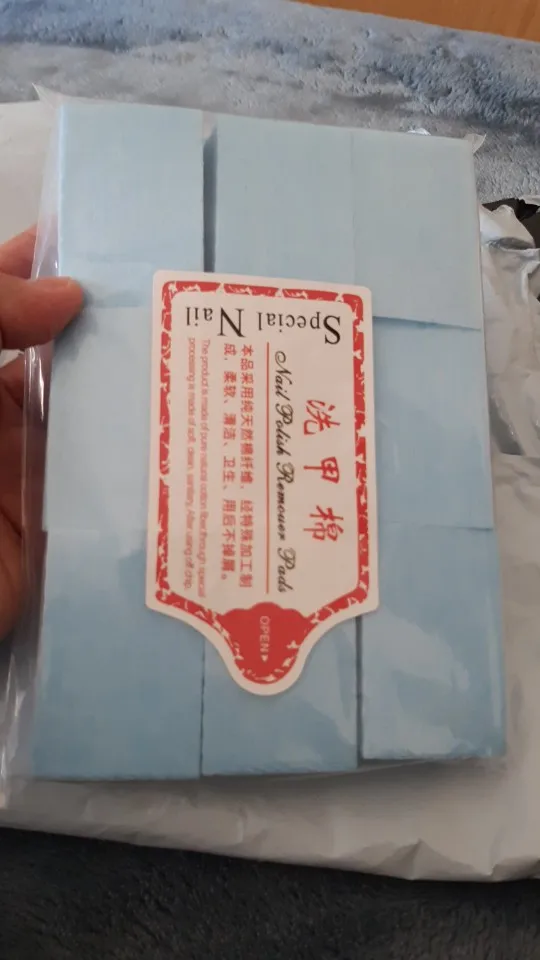 Special Nail
洗甲棉
Nail Polish Remover Pads
本品采用纯天然棉纤维，经特殊加工制
成，柔软、清洁、卫生、用后不掉屑。
The product is made of pure natural cotton fiber,through special
processing is made of soft, clean, sanitary, After using off chip.
OPEN